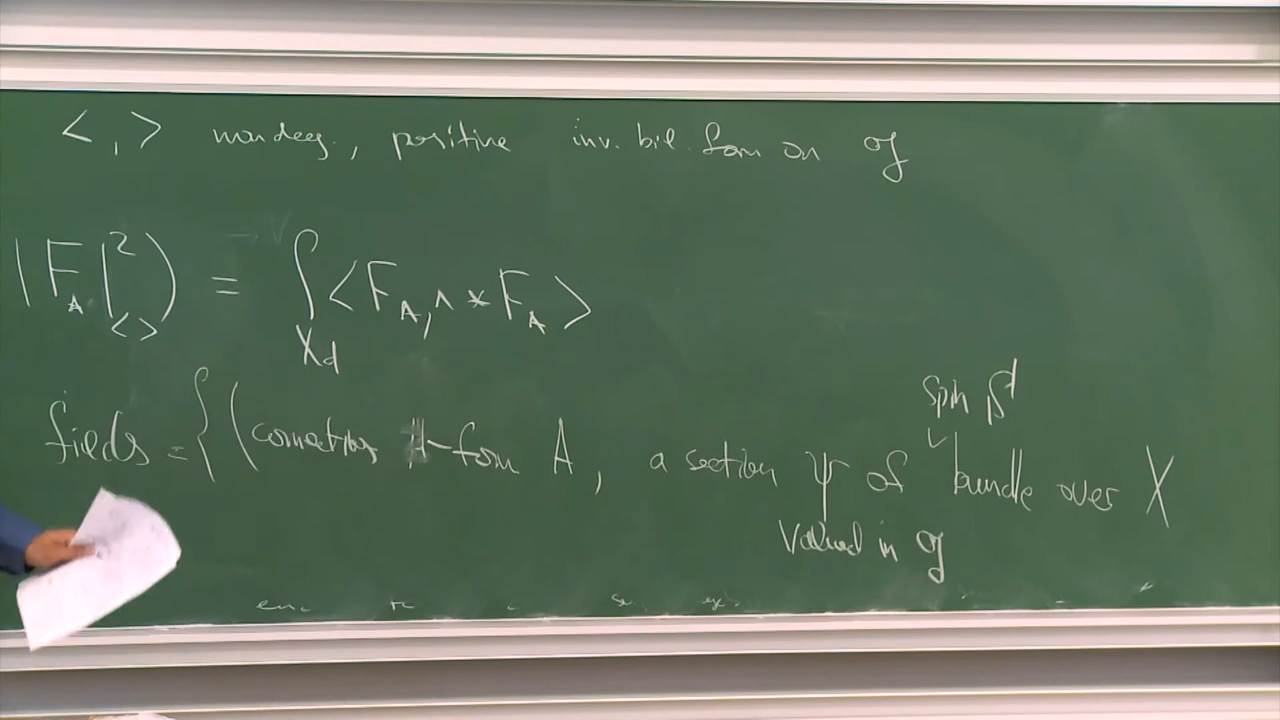 < , > nondeg., positive inv. bil. form on 𝔤
|F_A|²_{<>}) = ∫_{X_d} <F_A, ∧ * F_A>
fields = { (connection 1-form A, a section ψ of spin bundle over X
valued in 𝔤